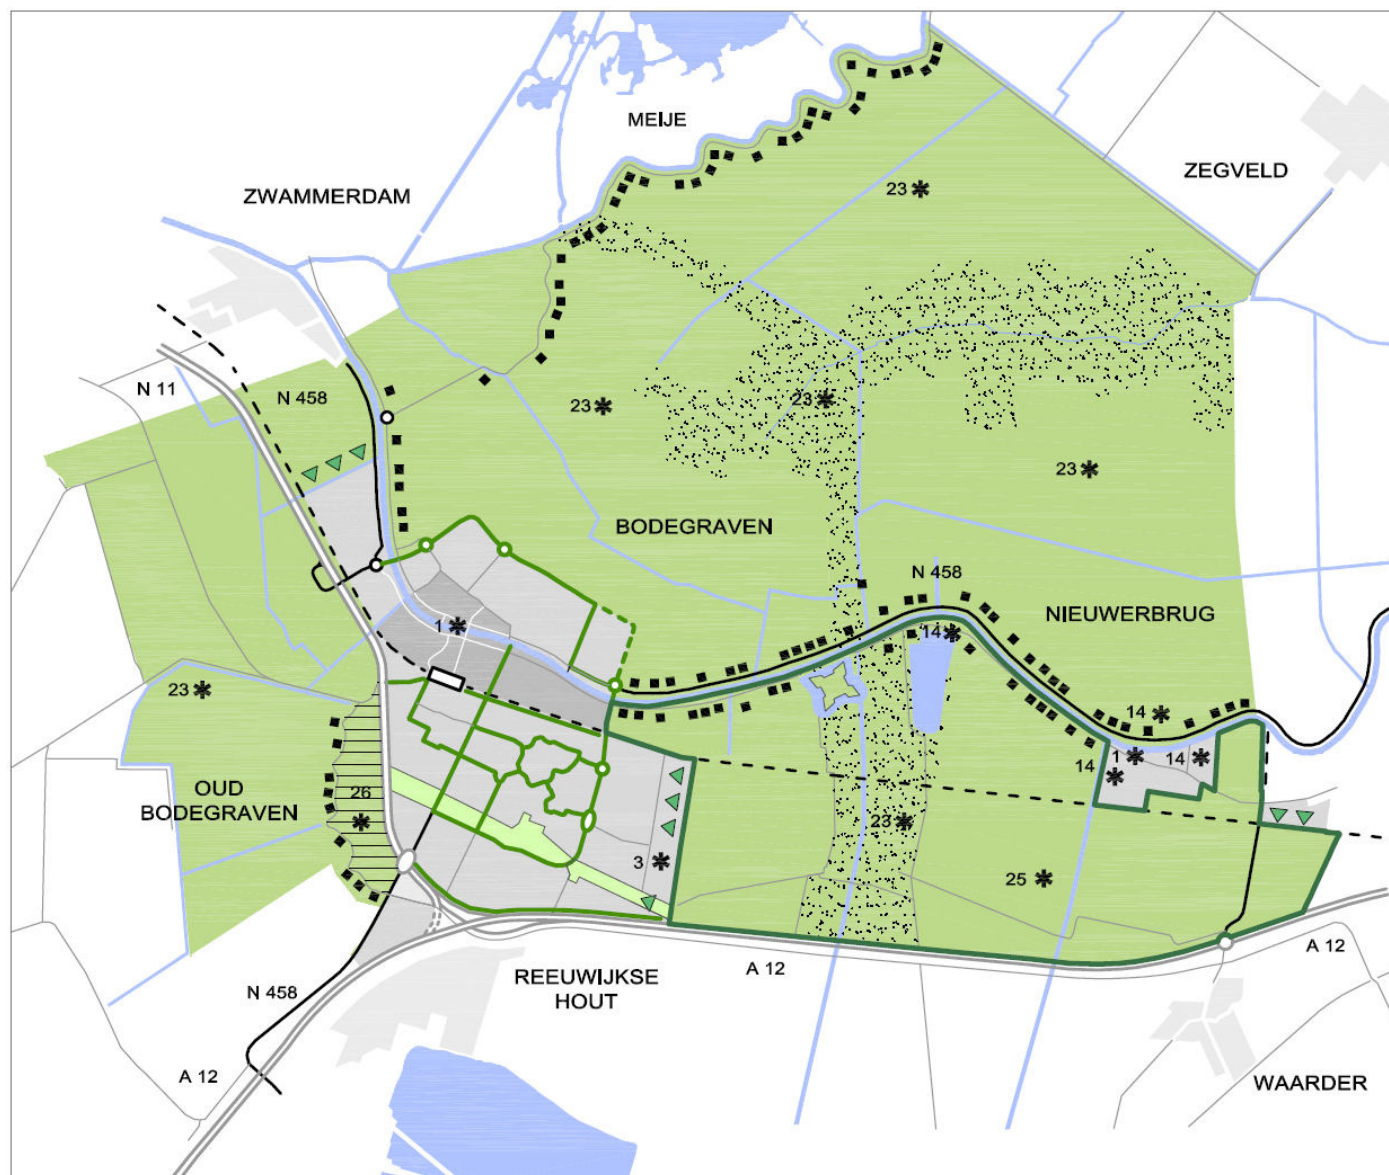 MEIJE
ZEGVELD
ZWAMMERDAM
23
N 11
N 458
23
23
23
BODEGRAVEN
N 458
NIEUWERBRUG
1
14
23
14
1
14
14
OUD
BODEGRAVEN
26
23
3
25
REEUWIJKSE
HOUT
A 12
A 12
N 458
A 12
WAARDER